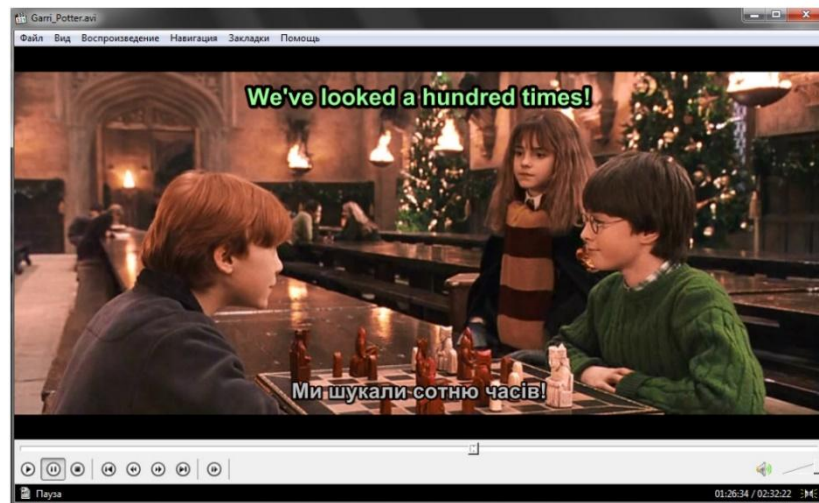 Garri_Potter.avi
Файл Вид Воспроизведение Навигация Закладки Помощь
We've looked a hundred times!
Ми шукали сотню часів!
Пауза
01:26:34 / 02:32:22